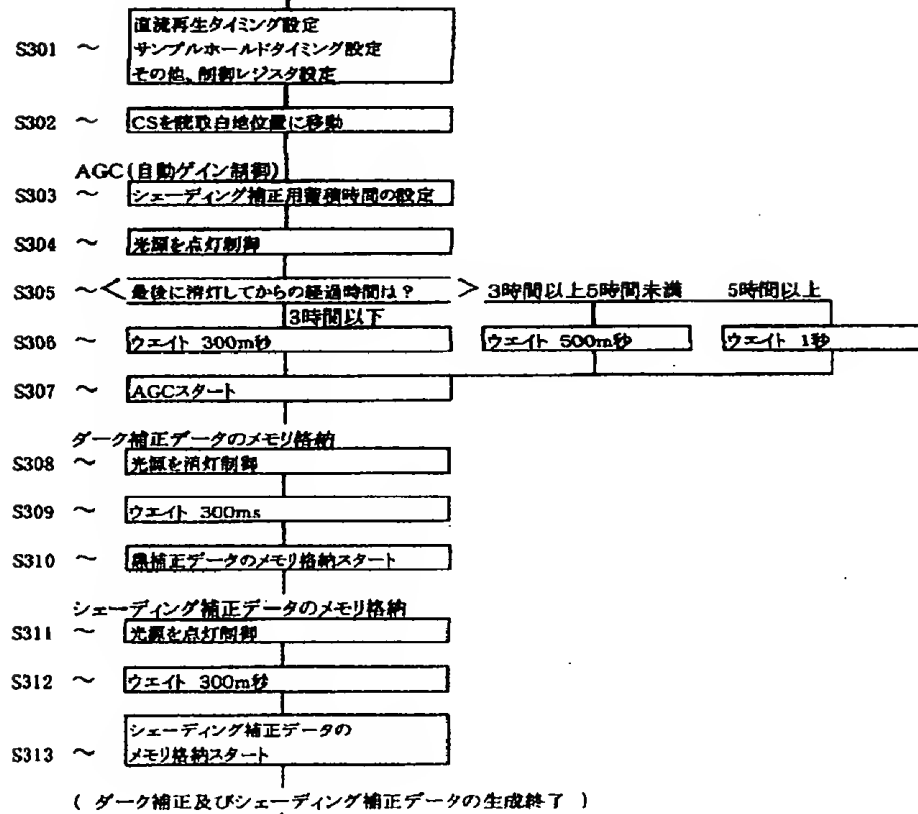 S301 ～ 直流再生タイミング設定
サンプルホールドタイミング設定
その他、制御レジスタ設定
S302 ～ CSを読取白地位置に移動
AGC(自動ゲイン制御)
S303 ～ シェーディング補正用蓄積時間の設定
S304 ～ 光源を点灯制御
S305 ～ 最後に消灯してからの経過時間は? 3時間以上5時間未満 5時間以上
3時間以下
S306 ～ ウエイト 300m秒 ウエイト 500m秒 ウエイト 1秒
S307 ～ AGCスタート
ダーク補正データのメモリ格納
S308 ～ 光源を消灯制御
S309 ～ ウエイト 300ms
S310 ～ 黒補正データのメモリ格納スタート
シェーディング補正データのメモリ格納
S311 ～ 光源を点灯制御
S312 ～ ウエイト 300m秒
S313 ～ シェーディング補正データの
メモリ格納スタート
( ダーク補正及びシェーディング補正データの生成終了 )